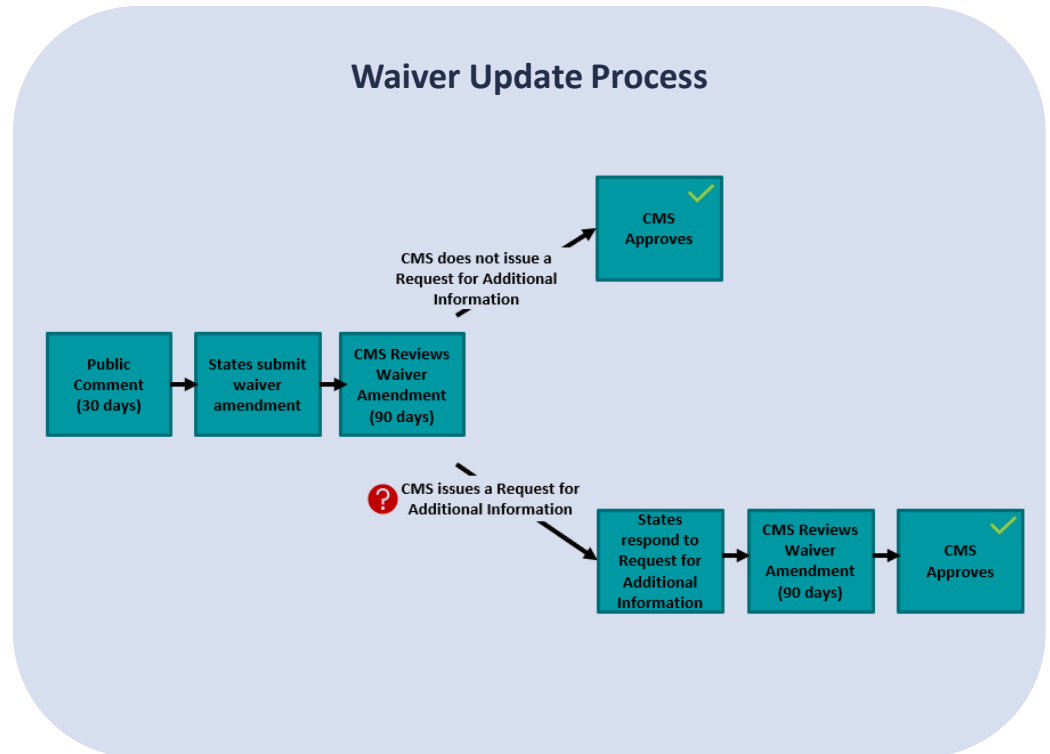 Waiver Update Process
CMS
Approves
CMS does not issue a
Request for Additional
Information
Public
Comment
(30 days)
States submit
waiver
amendment
CMS Reviews
Waiver
Amendment
(90 days)
?
CMS issues a Request for
Additional Information
States
respond to
Request for
Additional
Information
CMS Reviews
Waiver
Amendment
(90 days)
CMS
Approves